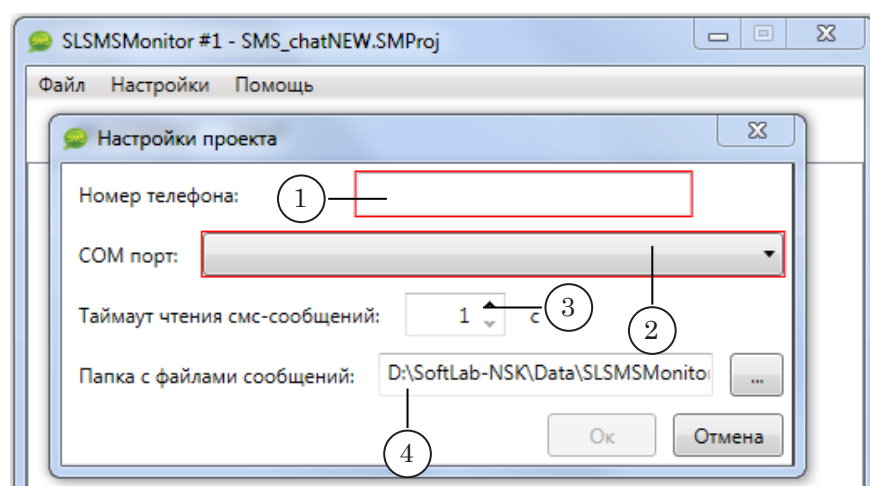 SLSMSMonitor #1 - SMS_chatNEW.SMProj
Файл Настройки Помощь
Настройки проекта
Номер телефона: 1
COM порт:
2
Таймаут чтения смс-сообщений: 1 с 3
Папка с файлами сообщений: D:\SoftLab-NSK\Data\SLSMSMonitor ...
4
Ок Отмена